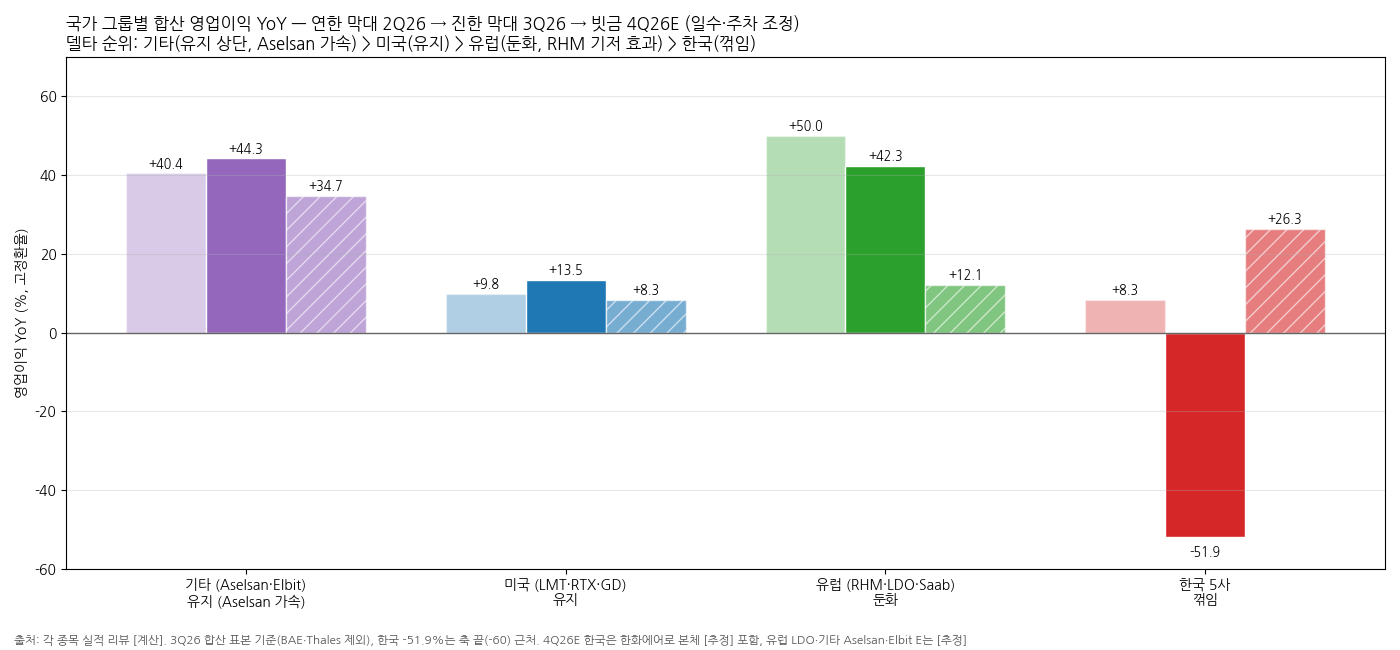 국가 그룹별 합산 영업이익 YoY — 연한 막대 2Q26 → 진한 막대 3Q26 → 빗금 4Q26E (일수·주차 조정)
델타 순위: 기타(유지 상단, Aselsan 가속) > 미국(유지) > 유럽(둔화, RHM 기저 효과) > 한국(꺾임)
영업이익 YoY (%, 고정환율)
60
40
20
0
-20
-40
-60
+40.4
+44.3
+34.7
+9.8
+13.5
+8.3
+50.0
+42.3
+12.1
+8.3
-51.9
+26.3
기타 (Aselsan·Elbit)
유지 (Aselsan 가속)
미국 (LMT·RTX·GD)
유지
유럽 (RHM·LDO·Saab)
둔화
한국 5사
꺾임
출처: 각 종목 실적 리뷰 [계산]. 3Q26 합산 표본 기준(BAE·Thales 제외), 한국 -51.9%는 축 끝(-60) 근처. 4Q26E 한국은 한화에어로 본체 [추정] 포함, 유럽 LDO·기타 Aselsan·Elbit E는 [추정]